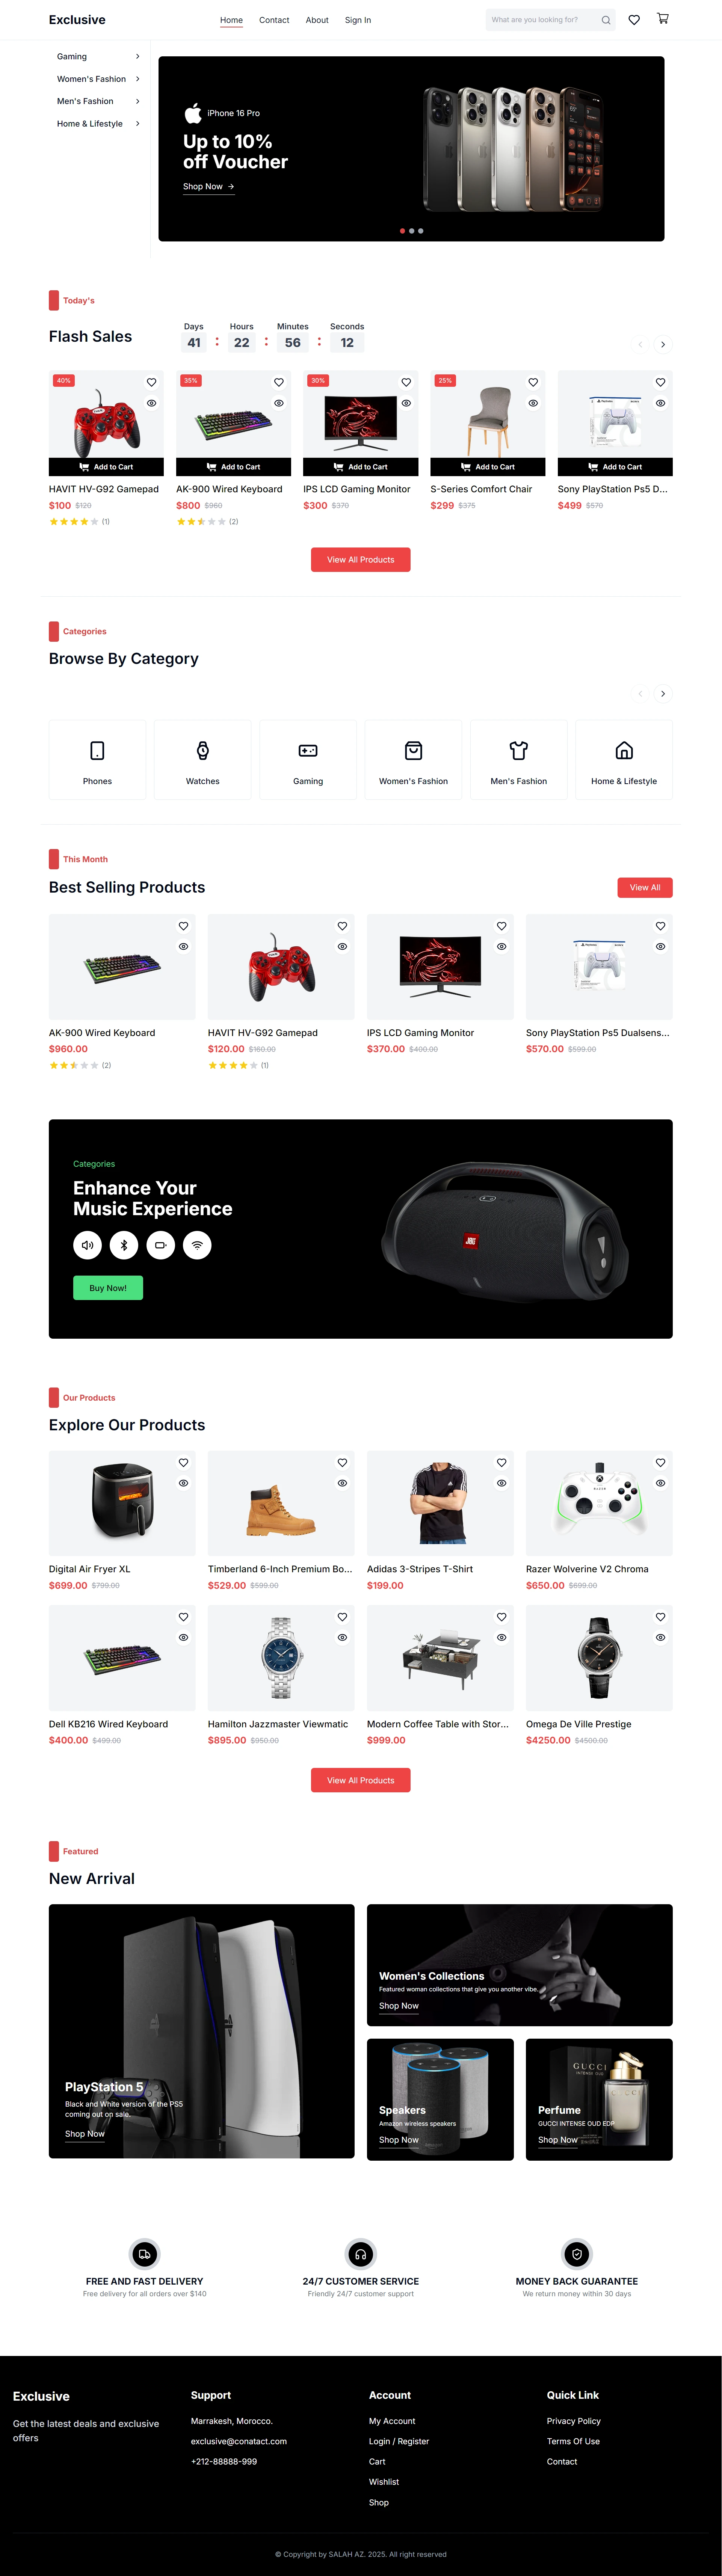 Exclusive
Home
Contact
About
Sign In
What are you looking for?
Gaming
Women's Fashion
Men's Fashion
Home & Lifestyle
iPhone 16 Pro
Up to 10%
off Voucher
Shop Now
Today's
Flash Sales
Days
Hours
Minutes
Seconds
41 : 22 : 56 : 12
40%
35%
30%
25%
Add to Cart
Add to Cart
Add to Cart
Add to Cart
Add to Cart
HAVIT HV-G92 Gamepad
$100 $120
(1)
AK-900 Wired Keyboard
$800 $960
(2)
IPS LCD Gaming Monitor
$300 $370
S-Series Comfort Chair
$299 $375
Sony PlayStation Ps5 D...
$499 $570
View All Products
Categories
Browse By Category
Phones
Watches
Gaming
Women's Fashion
Men's Fashion
Home & Lifestyle
This Month
Best Selling Products
View All
AK-900 Wired Keyboard
$960.00
(2)
HAVIT HV-G92 Gamepad
$120.00 $160.00
(1)
IPS LCD Gaming Monitor
$370.00 $400.00
Sony PlayStation Ps5 Dualsens...
$570.00 $599.00
Categories
Enhance Your
Music Experience
Buy Now!
JBL
Our Products
Explore Our Products
Digital Air Fryer XL
$699.00 $799.00
Timberland 6-Inch Premium Bo...
$529.00 $599.00
Adidas 3-Stripes T-Shirt
$199.00
Razer Wolverine V2 Chroma
$650.00 $699.00
Dell KB216 Wired Keyboard
$400.00 $499.00
Hamilton Jazzmaster Viewmatic
$895.00 $950.00
Modern Coffee Table with Stor...
$999.00
Omega De Ville Prestige
$4250.00 $4500.00
View All Products
Featured
New Arrival
PlayStation 5
Black and White version of the PS5
coming out on sale.
Shop Now
Women's Collections
Featured woman collections that give you another vibe.
Shop Now
Speakers
Amazon wireless speakers
Shop Now
GUCCI
Perfume
GUCCI INTENSE OUD EDP
Shop Now
FREE AND FAST DELIVERY
Free delivery for all orders over $140
24/7 CUSTOMER SERVICE
Friendly 24/7 customer support
MONEY BACK GUARANTEE
We return money within 30 days
Exclusive
Get the latest deals and exclusive
offers
Support
Marrakesh, Morocco.
exclusive@conatact.com
+212-88888-999
Account
My Account
Login / Register
Cart
Wishlist
Shop
Quick Link
Privacy Policy
Terms Of Use
Contact
© Copyright by SALAH AZ. 2025. All right reserved